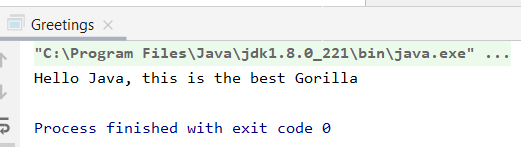 Greetings
"C:\Program Files\Java\jdk1.8.0_221\bin\java.exe" ...
Hello Java, this is the best Gorilla
Process finished with exit code 0